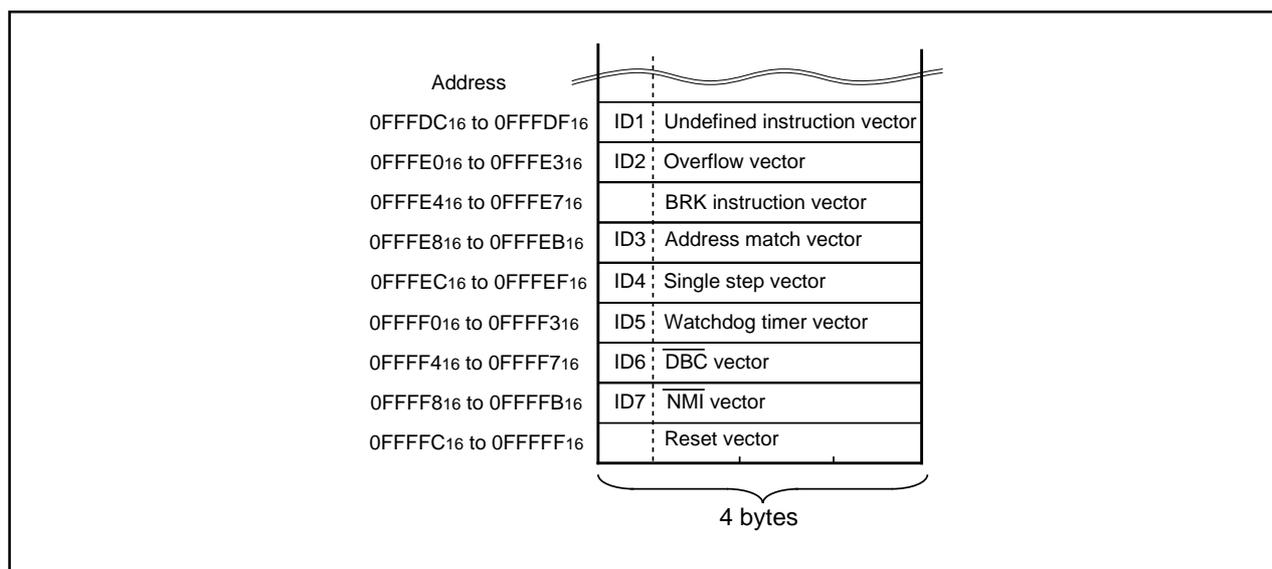 Address
0FFFDC16 to 0FFFDF16 ID1 Undefined instruction vector
0FFFE016 to 0FFFE316 ID2 Overflow vector
0FFFE416 to 0FFFE716 BRK instruction vector
0FFFE816 to 0FFFEB16 ID3 Address match vector
0FFFEC16 to 0FFFEF16 ID4 Single step vector
0FFFF016 to 0FFFF316 ID5 Watchdog timer vector
0FFFF416 to 0FFFF716 ID6 DBC vector
0FFFF816 to 0FFFFB16 ID7 NMI vector
0FFFFC16 to 0FFFFF16 Reset vector
4 bytes